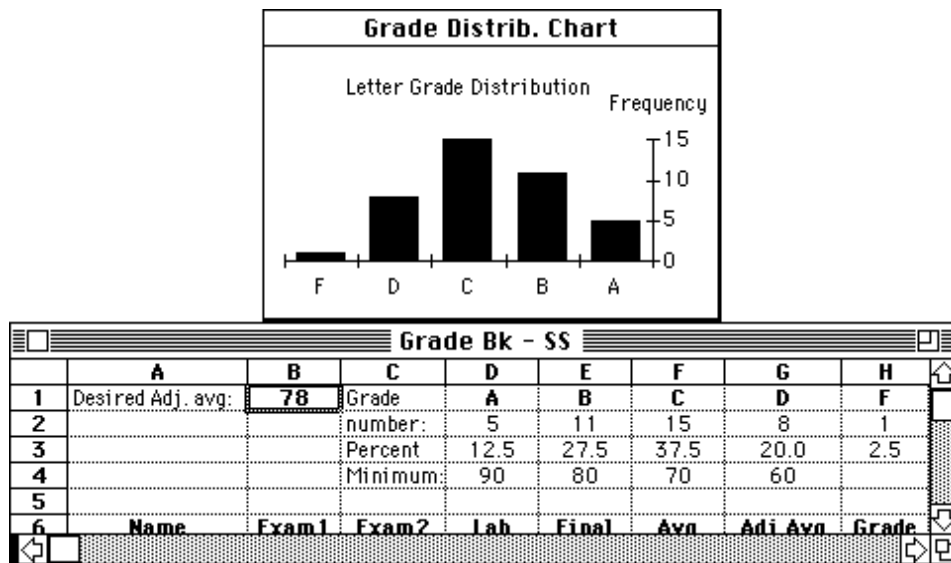 Grade Distrib. Chart
Letter Grade Distribution
Frequency
15
10
5
0
F D C B A
Grade Bk - SS
A B C D E F G H
1 Desired Adj. avg: 78 Grade A B C D F
2 number: 5 11 15 8 1
3 Percent 12.5 27.5 37.5 20.0 2.5
4 Minimum: 90 80 70 60
5
6 Name Exam1 Exam2 Lab Final Avg Adj Avg Grade